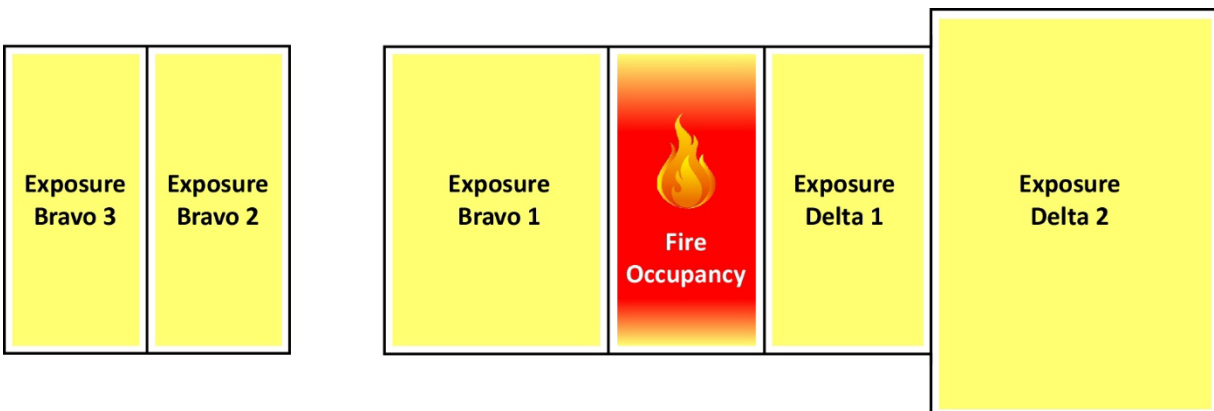 Exposure
Bravo 3
Exposure
Bravo 2
Exposure
Bravo 1
Fire
Occupancy
Exposure
Delta 1
Exposure
Delta 2